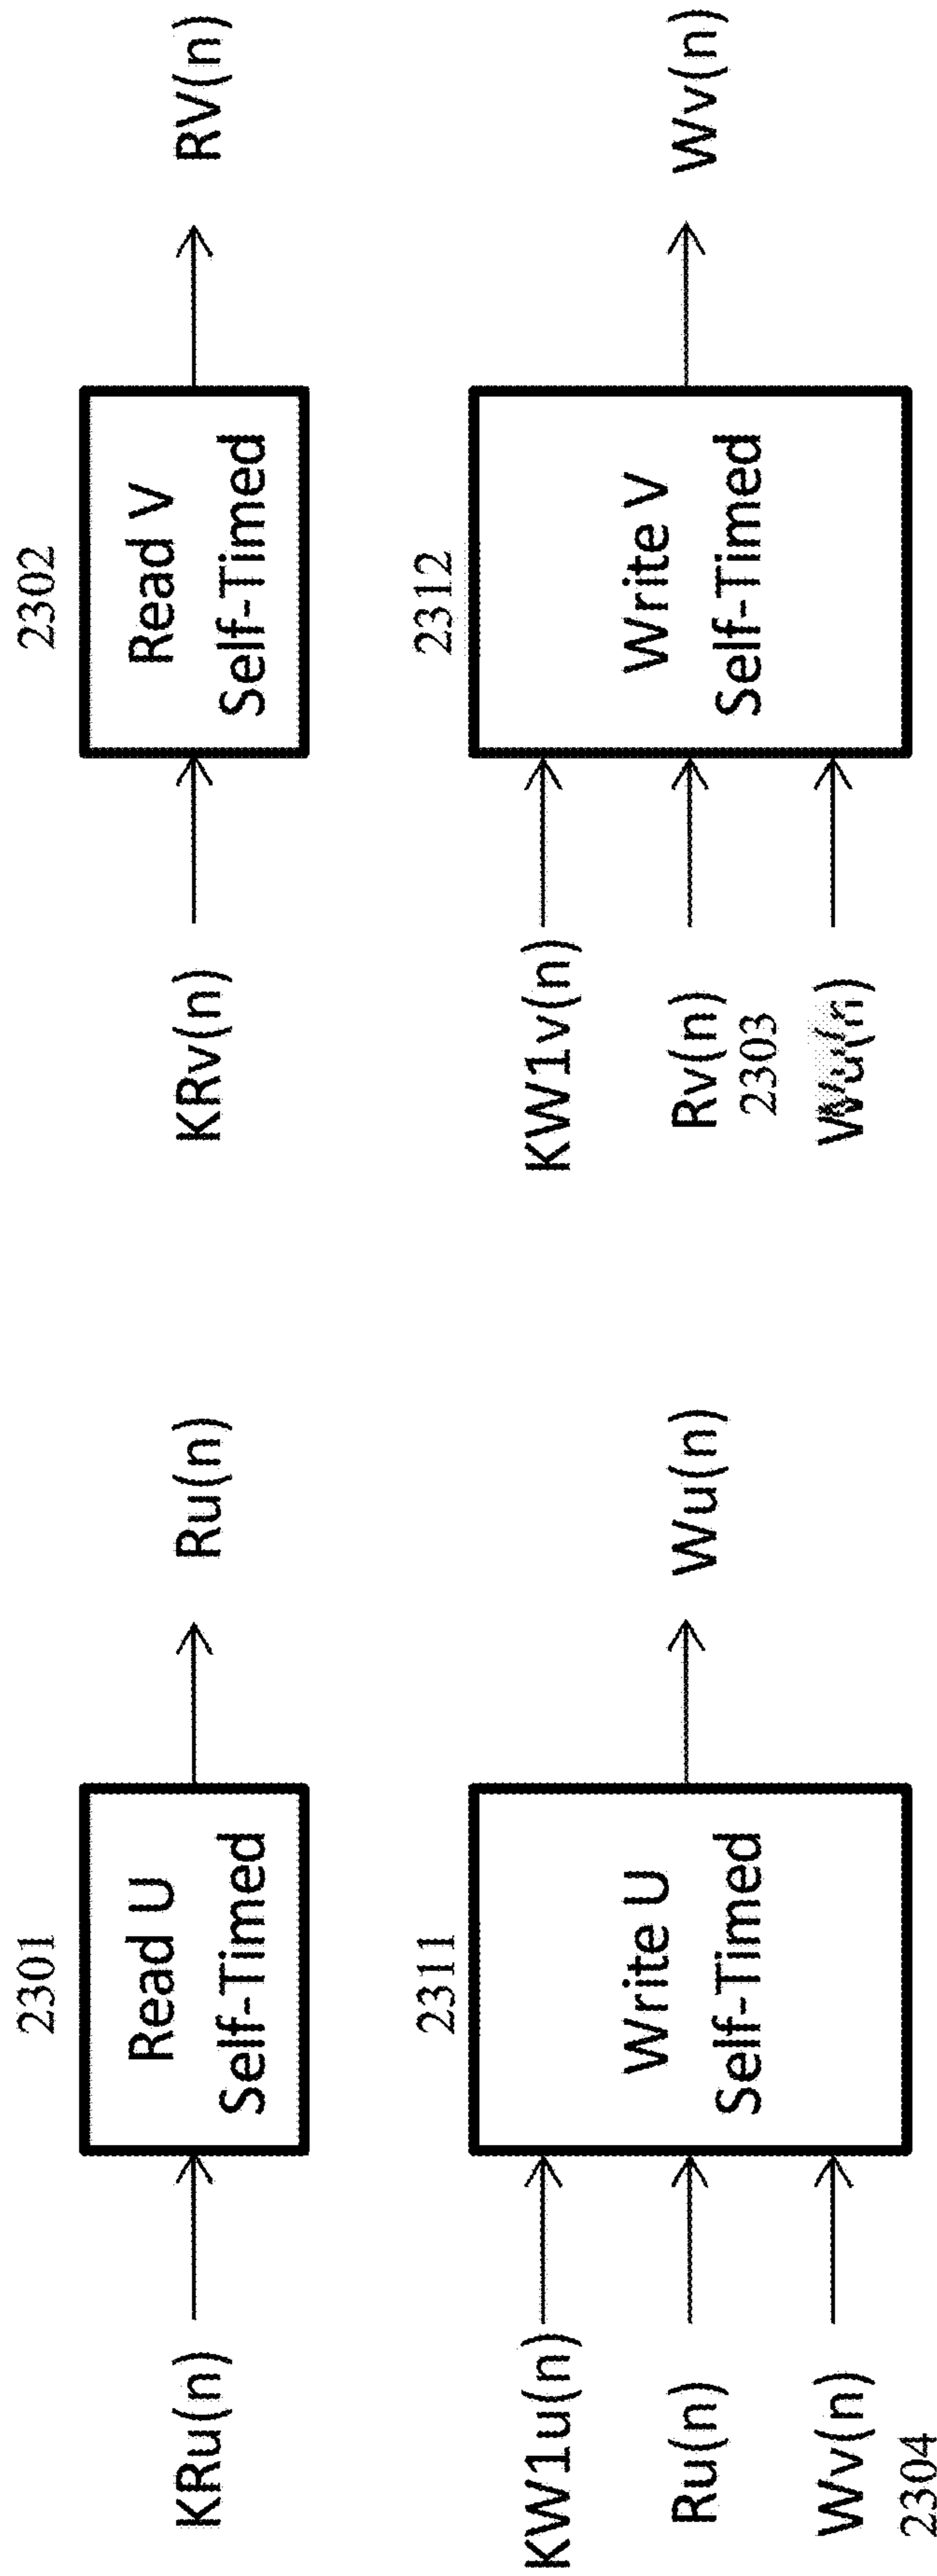 2301
KRu(n)
Read U
Self-Timed
Ru(n)
2311
KW1u(n)
Ru(n)
Wv(n)
2304
Write U
Self-Timed
Wu(n)
2302
KRv(n)
Read V
Self-Timed
RV(n)
2312
KW1v(n)
Rv(n)
2303
Wu(n)
Write V
Self-Timed
Wv(n)